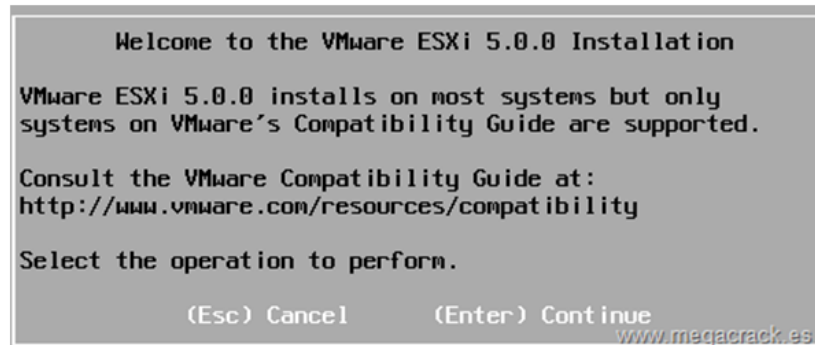 Welcome to the VMware ESXi 5.0.0 Installation
VMware ESXi 5.0.0 installs on most systems but only
systems on VMware's Compatibility Guide are supported.
Consult the VMware Compatibility Guide at:
http://www.vmware.com/resources/compatibility
Select the operation to perform.
(Esc) Cancel (Enter) Continue
www.megacrack.es